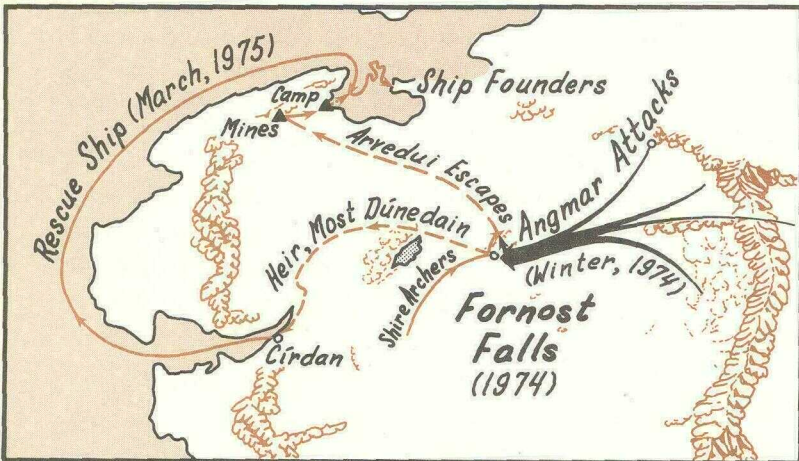 Rescue Ship (March, 1975)
Camp
Mines
Ship Founders
Arvedui Escapes
Angmar Attacks
(Winter, 1974)
Heir, Most Dúnedain
Shire Archers
Fornost
Falls
(1974)
Círdan